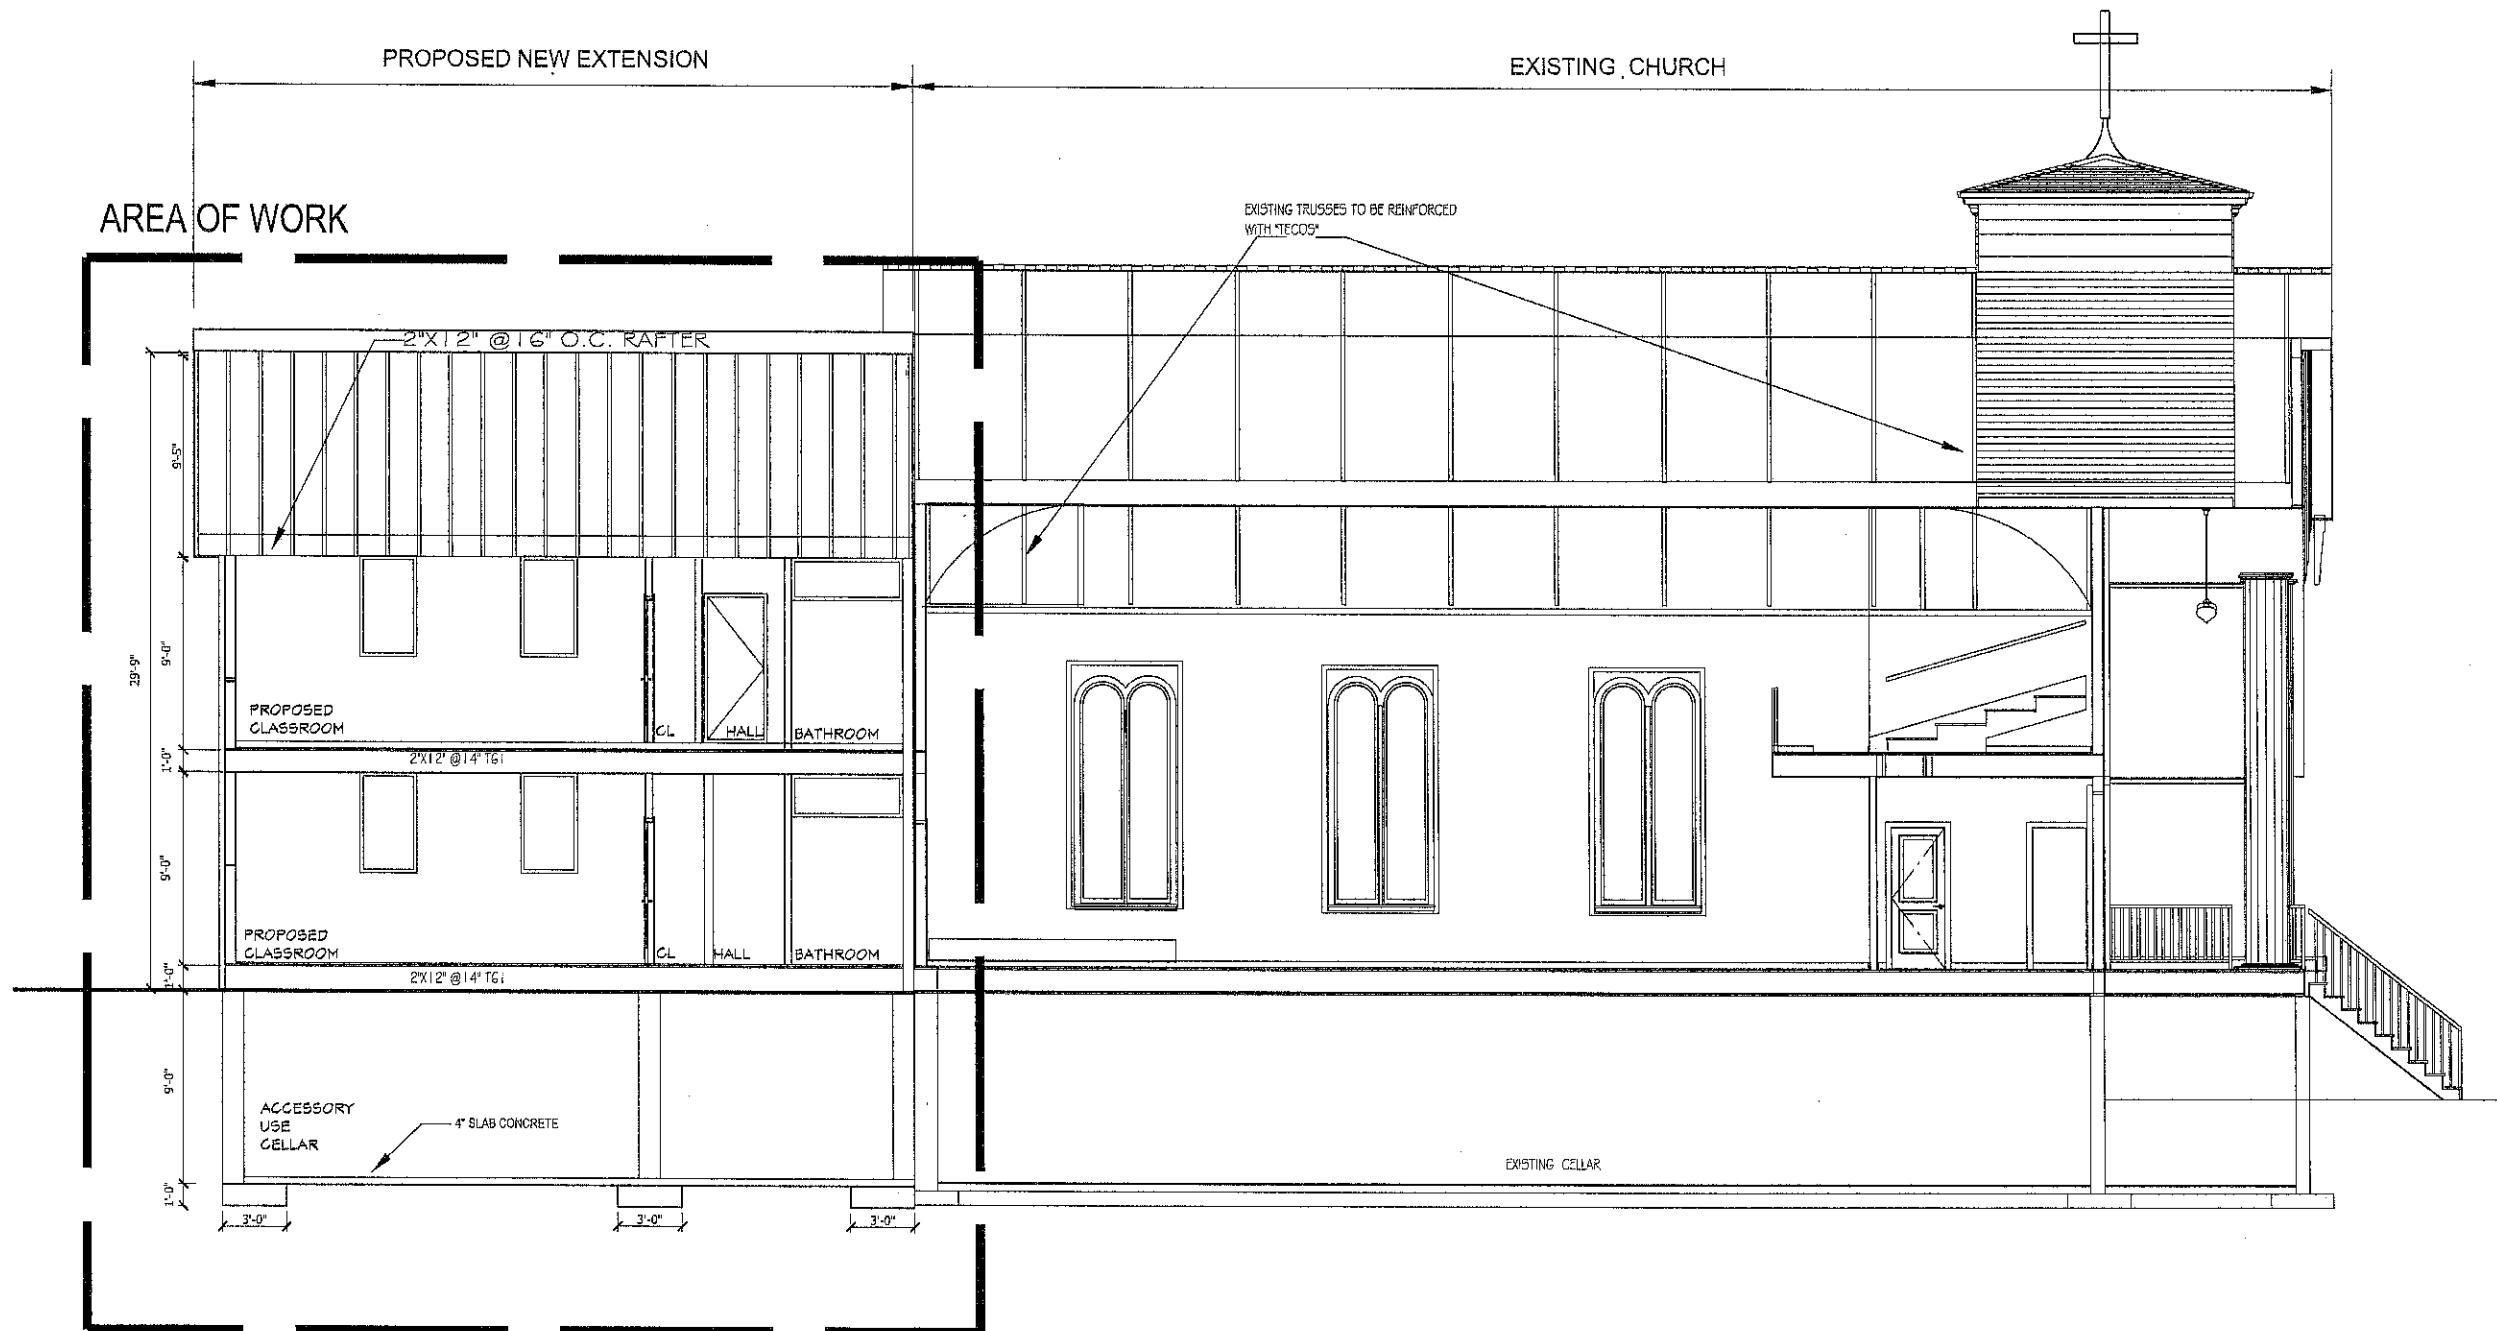 PROPOSED NEW EXTENSION
EXISTING CHURCH
AREA OF WORK
EXISTING TRUSSES TO BE REINFORCED
WITH "TECOS"
2"X12" @16" O.C. RAFTER
9'-5"
29'-9"
9'-0"
PROPOSED
CLASSROOM
CL
HALL
BATHROOM
1'-0"
2"X12" @14" TGI
9'-0"
PROPOSED
CLASSROOM
CL
HALL
BATHROOM
1'-0"
2"X12" @14" TGI
9'-0"
ACCESSORY
USE
CELLAR
4" SLAB CONCRETE
EXISTING CELLAR
1'-0"
3'-0"
3'-0"
3'-0"